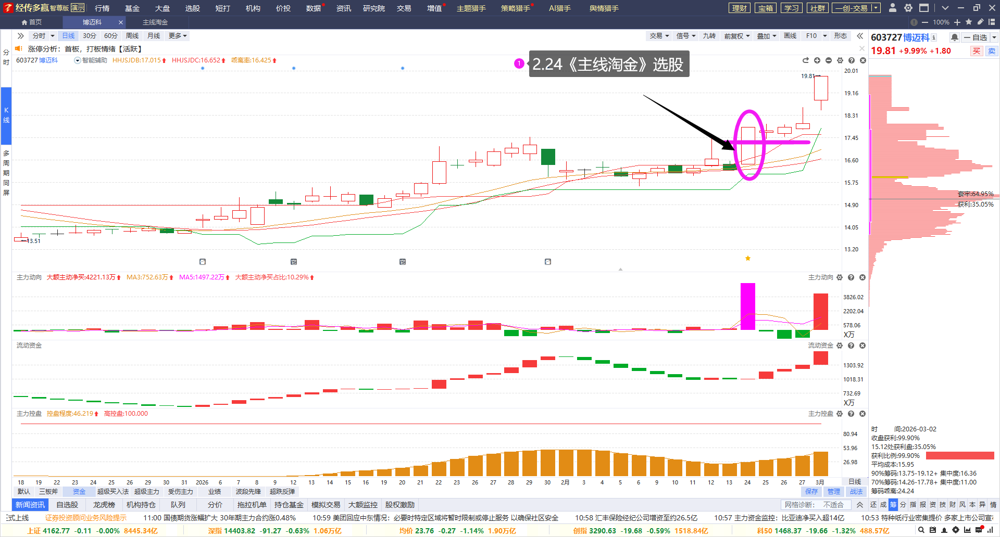 经传多赢 智尊版 演示 行情 基金 大盘 选股 短打 机构 价投 数据 资讯 研究院 交易 增值 主题猎手 策略猎手 AI猎手 舆情猎手 理财 宝箱 学习 社群 一创-交易
首页 博迈科 主线淘金 100%
分时 日线 30分 60分 周线 月线 更多 交易 信号 九转 前复权 叠加 画线 F10 形态
603727 博迈科 自选
涨停分析：首板，打板情绪【活跃】
19.81 +9.99% +1.80 买 卖
603727 博迈科 智能辅助 HHJSJDB:17.015 HHJSJDC:16.652 乖离率:16.425
1 2.24《主线淘金》选股
分时
K线
多周期同屏
20.01
19.81
19.16
18.31
17.45
16.60
15.75
14.90
14.05
13.51
13.20
套牢:64.95%
获利:35.05%
主力动向 大额主动净买:4221.13万 MA3:752.63万 MA5:1497.22万 大额主动净买占比:10.29% 主力动向
3826.02
2202.04
578.06
X万
流动资金 流动资金
1303.92
1018.31
732.69
X万
主力控盘 控盘程度:46.219 高控盘:100.000 主力控盘
80.94
53.96
26.98
时 间:2026-03-02
收盘获利:99.90%
15.12处获利盘:35.05%
获利比例:99.90%
平均成本:15.95
90%筹码:13.75-19.12+ 集中度:16.36
70%筹码:14.26-17.78+ 集中度:11.00
筹码乖离:24.24
18 19 22 23 24 25 26 29 30 31 2026 6 7 8 9 12 13 14 15 16 19 20 21 22 23 26 27 28 29 30 2月 3 4 5 6 9 10 11 12 13 24 25 26 27 3月 日线
默认 三板斧 资金 超级买入法 超级主力 受伤主力 业绩 波段先锋 超跌反弹 保存 管理 战法
新闻资讯 自选股 龙虎榜 机构持仓 队列 分价 拖拉机单 持仓基金 模拟交易 大额监控 股权激励 网格诊断： 不适合 还 成 筹 分 指 报 资 技 财 风 本 异 情
正式上线 证券投资顾问业务风险提示 11:00 国债期货涨幅扩大 30年期主力合约涨0.48% 10:59 美团回应中东情况：必要时特定区域将暂时限制或停止服务 以确保社区安全 10:58 汇丰保险经纪公司增资至约26.5亿 10:57 主力资金监控：比亚迪净买入超14亿 10:53 特种纸行业密集提价 多家上市公司宣
上证 4162.77 -0.11 -0.00% 8445.34亿 深指 14403.82 -91.27 -0.63% 1.06万亿 均价 23.76 -0.27 -1.14% 1.90万亿 创指 3290.63 -19.68 -0.59% 1518.84亿 科50 1468.37 -19.66 -1.32% 488.57亿